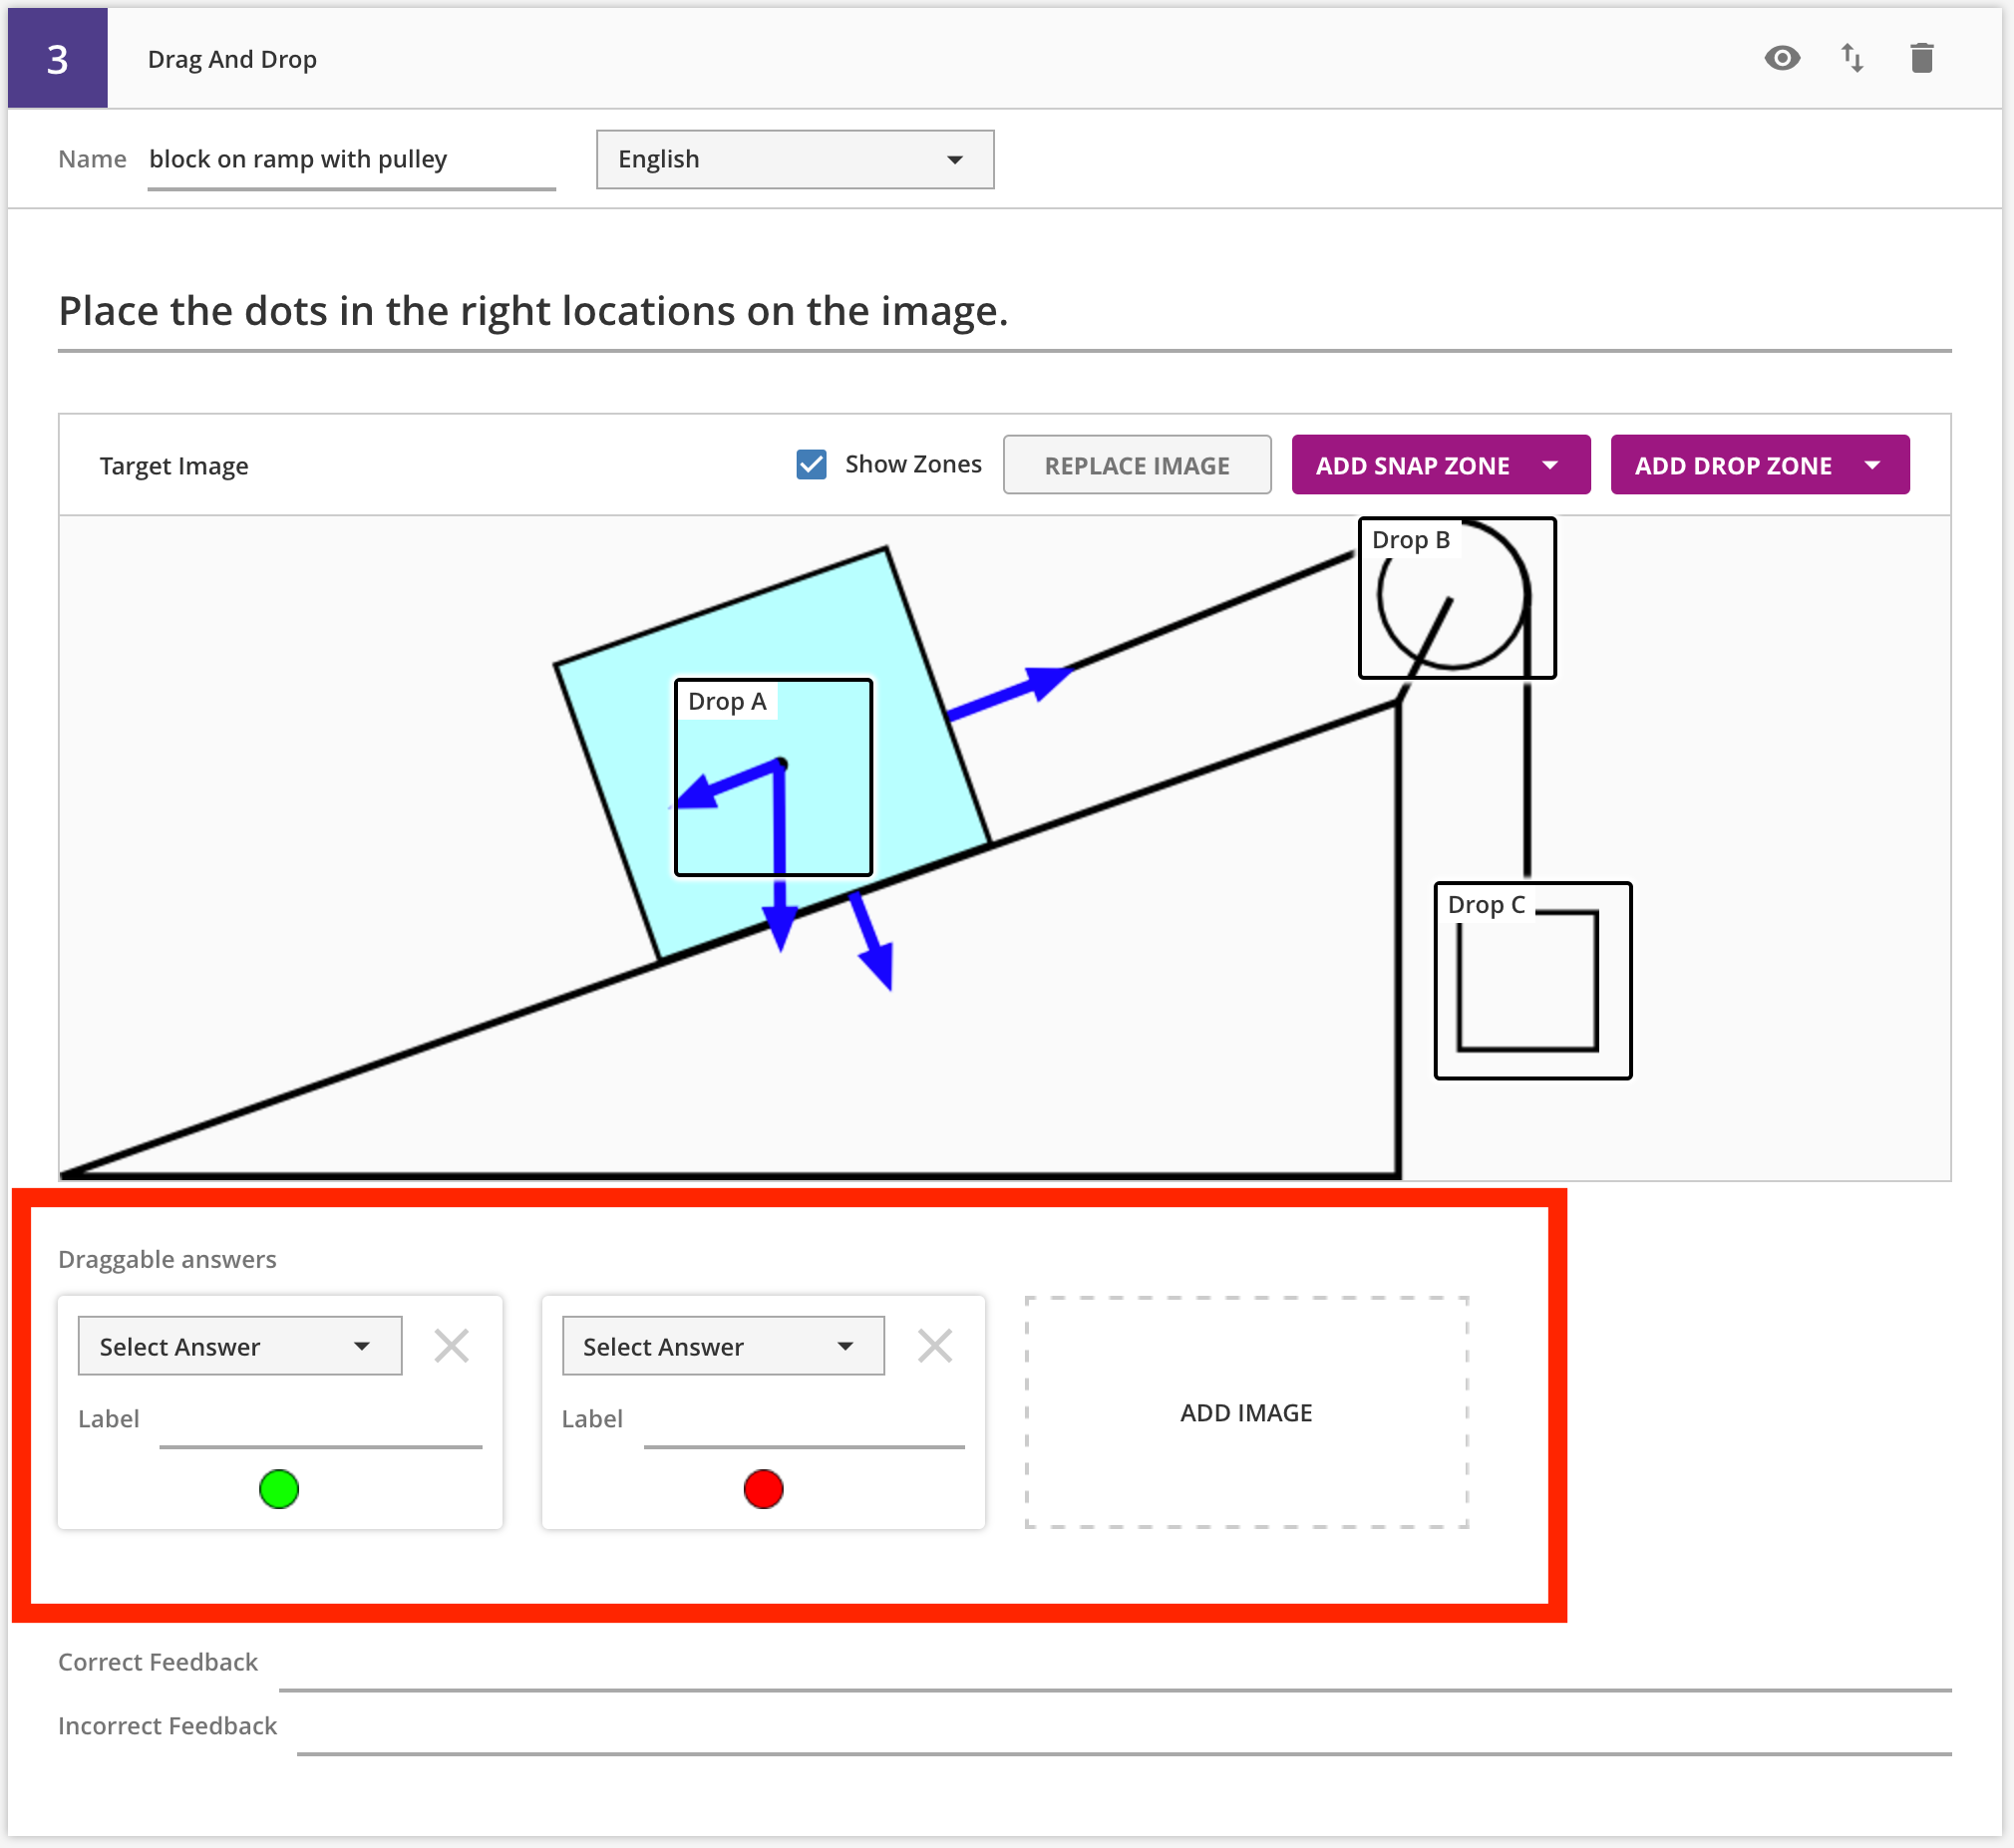 3
Drag And Drop
Name block on ramp with pulley English
Place the dots in the right locations on the image.
Target Image Show Zones REPLACE IMAGE ADD SNAP ZONE ADD DROP ZONE
Drop B
Drop A
Drop C
Draggable answers
Select Answer
Label
Select Answer
Label
ADD IMAGE
Correct Feedback
Incorrect Feedback